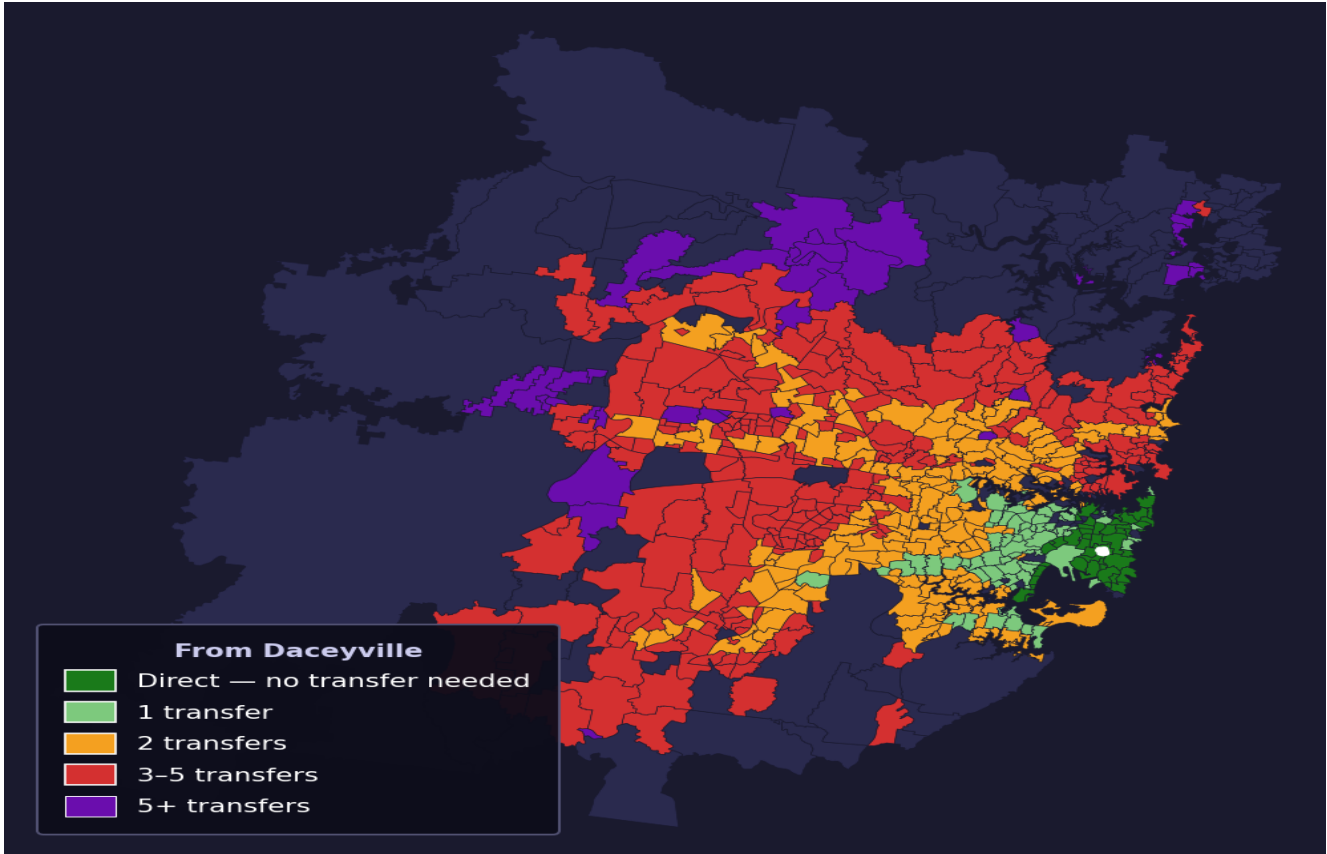 From Daceyville
Direct — no transfer needed
1 transfer
2 transfers
3–5 transfers
5+ transfers